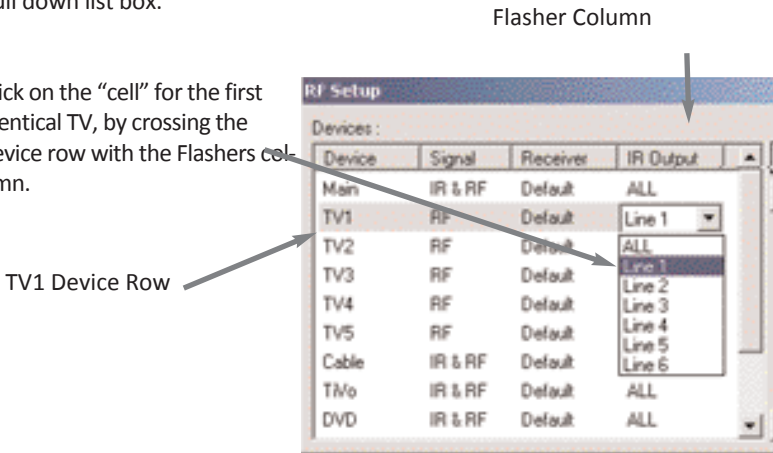 ull down list box.
Flasher Column
ick on the “cell” for the first
entical TV, by crossing the
evice row with the Flashers col-
mn.
TV1 Device Row
RF Setup
Devices :
Device Signal Receiver IR Output
Main IR & RF Default ALL
TV1 RF Default Line 1
TV2 RF Default ALL
Line 1
TV3 RF Default Line 2
Line 3
TV4 RF Default Line 4
TV5 RF Default Line 5
Cable IR & RF Default Line 6
TiVo IR & RF Default ALL
DVD IR & RF Default ALL